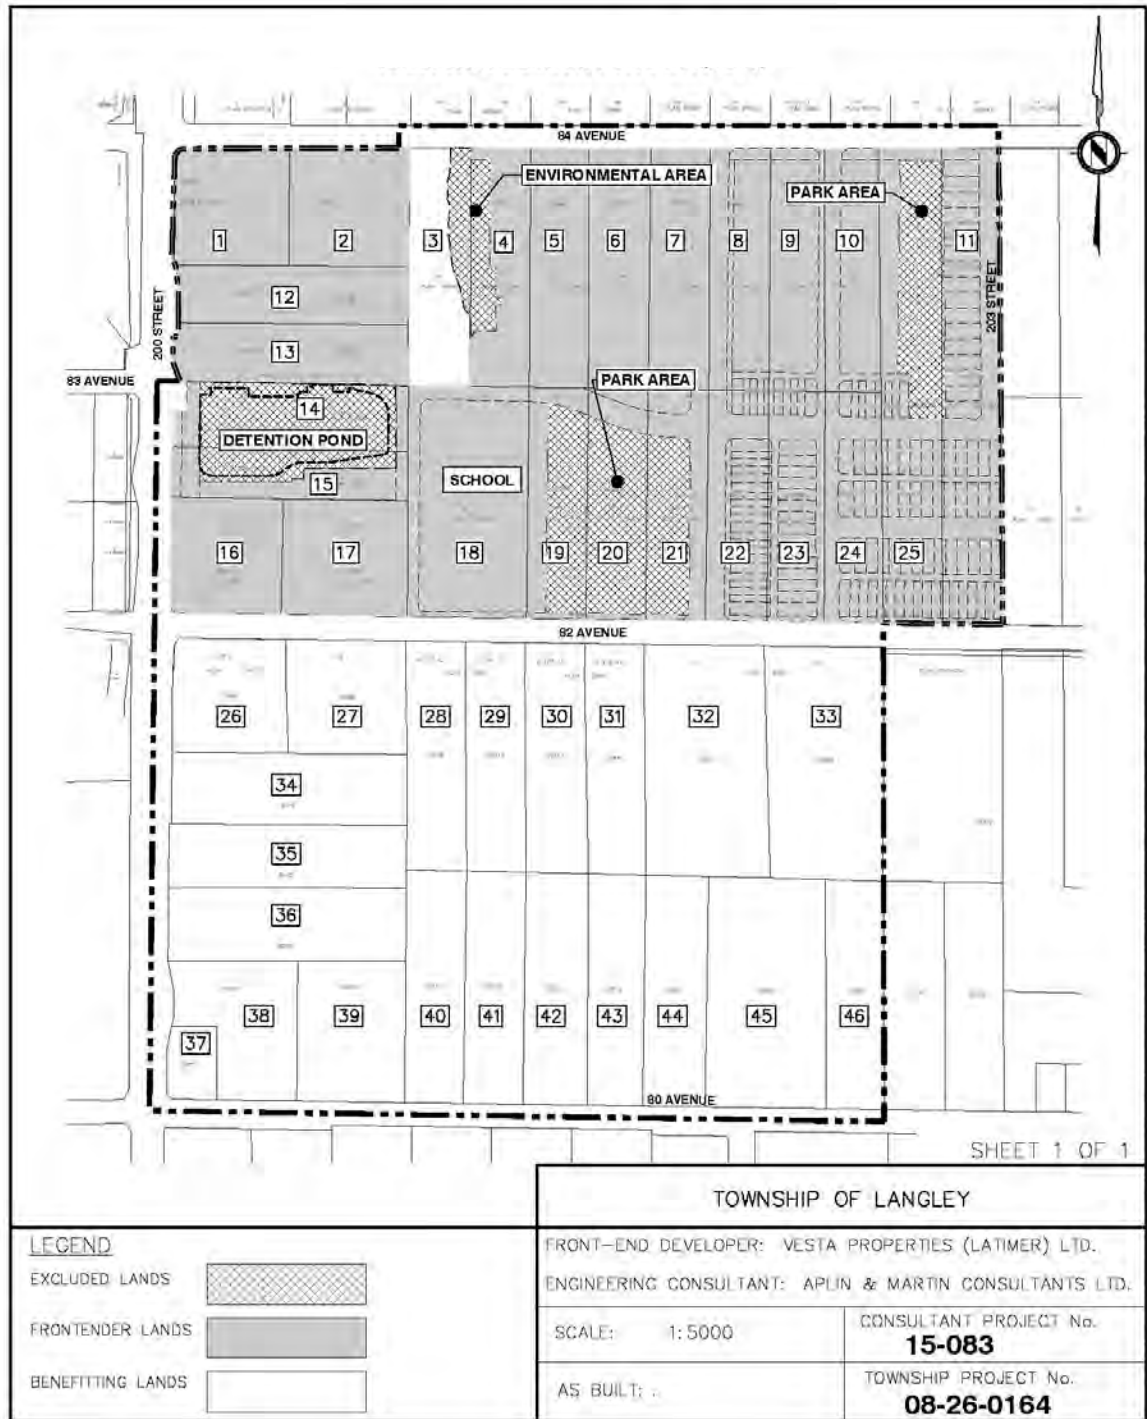 84 AVENUE
ENVIRONMENTAL AREA
PARK AREA
1
2
3
4
5
6
7
8
9
10
11
12
200 STREET
203 STREET
13
83 AVENUE
PARK AREA
14
DETENTION POND
15
SCHOOL
16
17
18
19
20
21
22
23
24
25
82 AVENUE
26
27
28
29
30
31
32
33
34
35
36
37
38
39
40
41
42
43
44
45
46
80 AVENUE
SHEET 1 OF 1
TOWNSHIP OF LANGLEY
FRONT-END DEVELOPER: VESTA PROPERTIES (LATIMER) LTD.
ENGINEERING CONSULTANT: APLIN & MARTIN CONSULTANTS LTD.
SCALE: 1:5000
CONSULTANT PROJECT No.
15-083
AS BUILT: .
TOWNSHIP PROJECT No.
08-26-0164
LEGEND
EXCLUDED LANDS
FRONTENDER LANDS
BENEFITTING LANDS
N